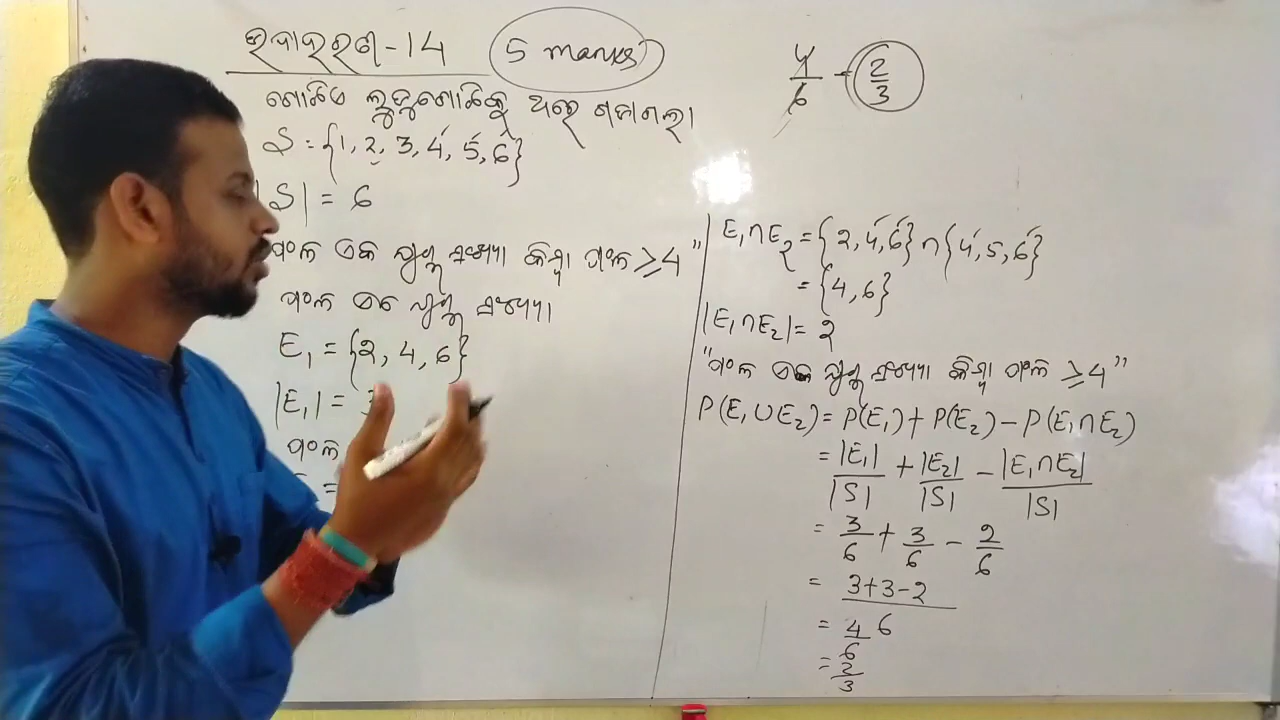 ଉଦାହରଣ-14
5 marks
ଗୋଟିଏ ଲୁଡୁଗୋଟିକୁ ଥରେ ଗଡାଗଲା
S = {1, 2, 3, 4, 5, 6}
|S| = 6
ଫଳ ଏକ ଯୁଗ୍ମ ସଂଖ୍ୟା କିମ୍ବା ଫଳ ≥4"
ଫଳ ଏକ ଯୁଗ୍ମ ସଂଖ୍ୟା
E₁ = {2, 4, 6}
|E₁| = 3
ଫଳ
=
4/6 = 2/3
E₁∩E₂ = {2, 4, 6} ∩ {4, 5, 6}
= {4, 6}
|E₁∩E₂| = 2
"ଫଳ ଏକ ଯୁଗ୍ମ ସଂଖ୍ୟା କିମ୍ବା ଫଳ ≥4"
P(E₁∪E₂) = P(E₁) + P(E₂) − P(E₁∩E₂)
= |E₁|/|S| + |E₂|/|S| − |E₁∩E₂|/|S|
= 3/6 + 3/6 − 2/6
= 3+3−2/6
= 4/6
= 2/3